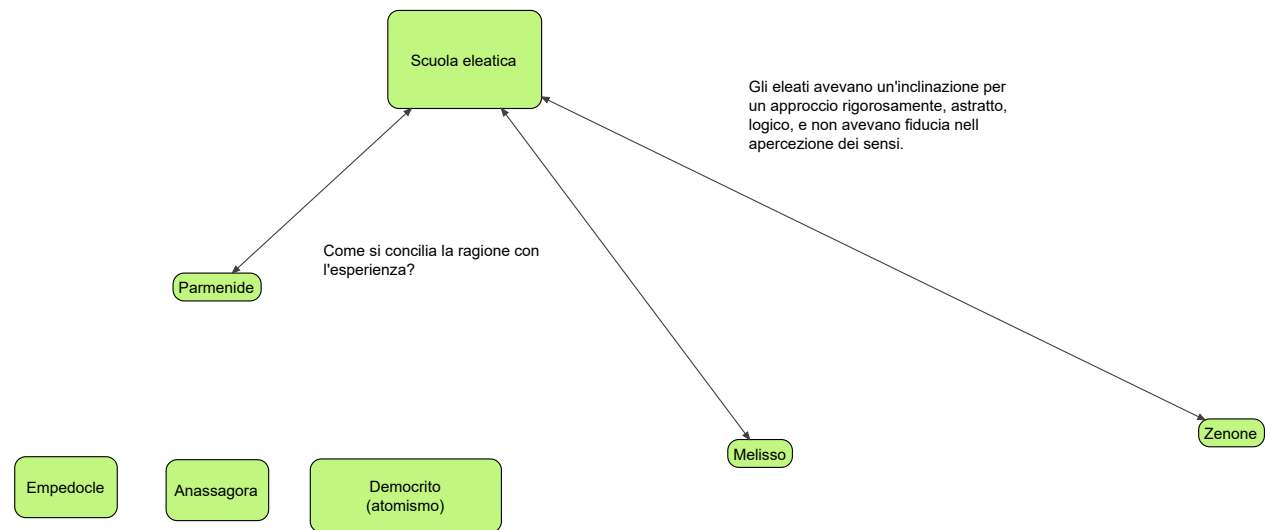 Scuola eleatica
Gli eleati avevano un'inclinazione per
un approccio rigorosamente, astratto,
logico, e non avevano fiducia nell
apercezione dei sensi.
Come si concilia la ragione con
l'esperienza?
Parmenide
Melisso
Zenone
Empedocle
Anassagora
Democrito
(atomismo)